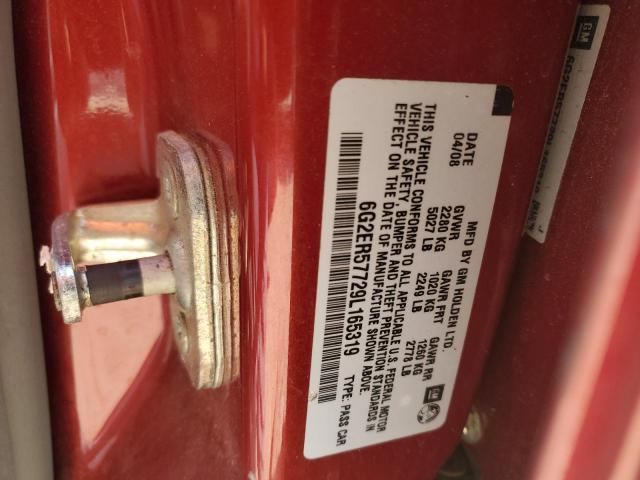 MFD BY GM HOLDEN LTD.
DATE GVWR GAWR FRT GAWR RR
04/08 2280 KG 1020 KG 1260 KG
5027 LB 2249 LB 2778 LB
THIS VEHICLE CONFORMS TO ALL APPLICABLE U.S. FEDERAL MOTOR
VEHICLE SAFETY, BUMPER AND THEFT PREVENTION STANDARDS IN
EFFECT ON THE DATE OF MANUFACTURE SHOWN ABOVE.
6G2ER57729L165319 TYPE: PASS CAR
GM
GM